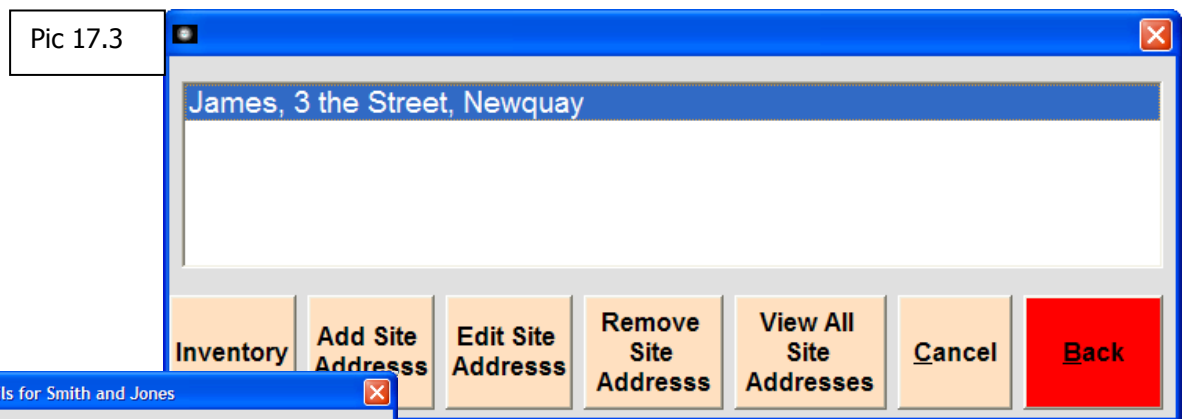 Pic 17.3
James, 3 the Street, Newquay
Inventory
Add Site
Addresss
Edit Site
Addresss
Remove
Site
Addresss
View All
Site
Addresses
Cancel
Back
ls for Smith and Jones